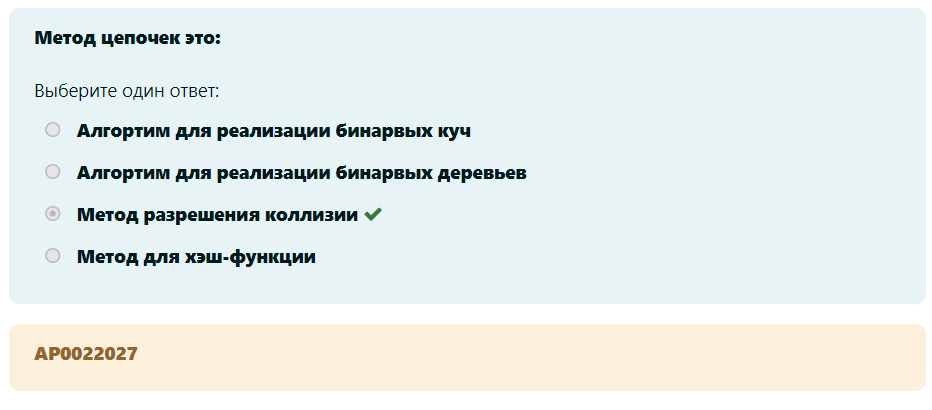 Метод цепочек это:
Выберите один ответ:
Алгортим для реализации бинарвых куч
Алгортим для реализации бинарвых деревьев
Метод разрешения коллизии
Метод для хэш-функции
AP0022027